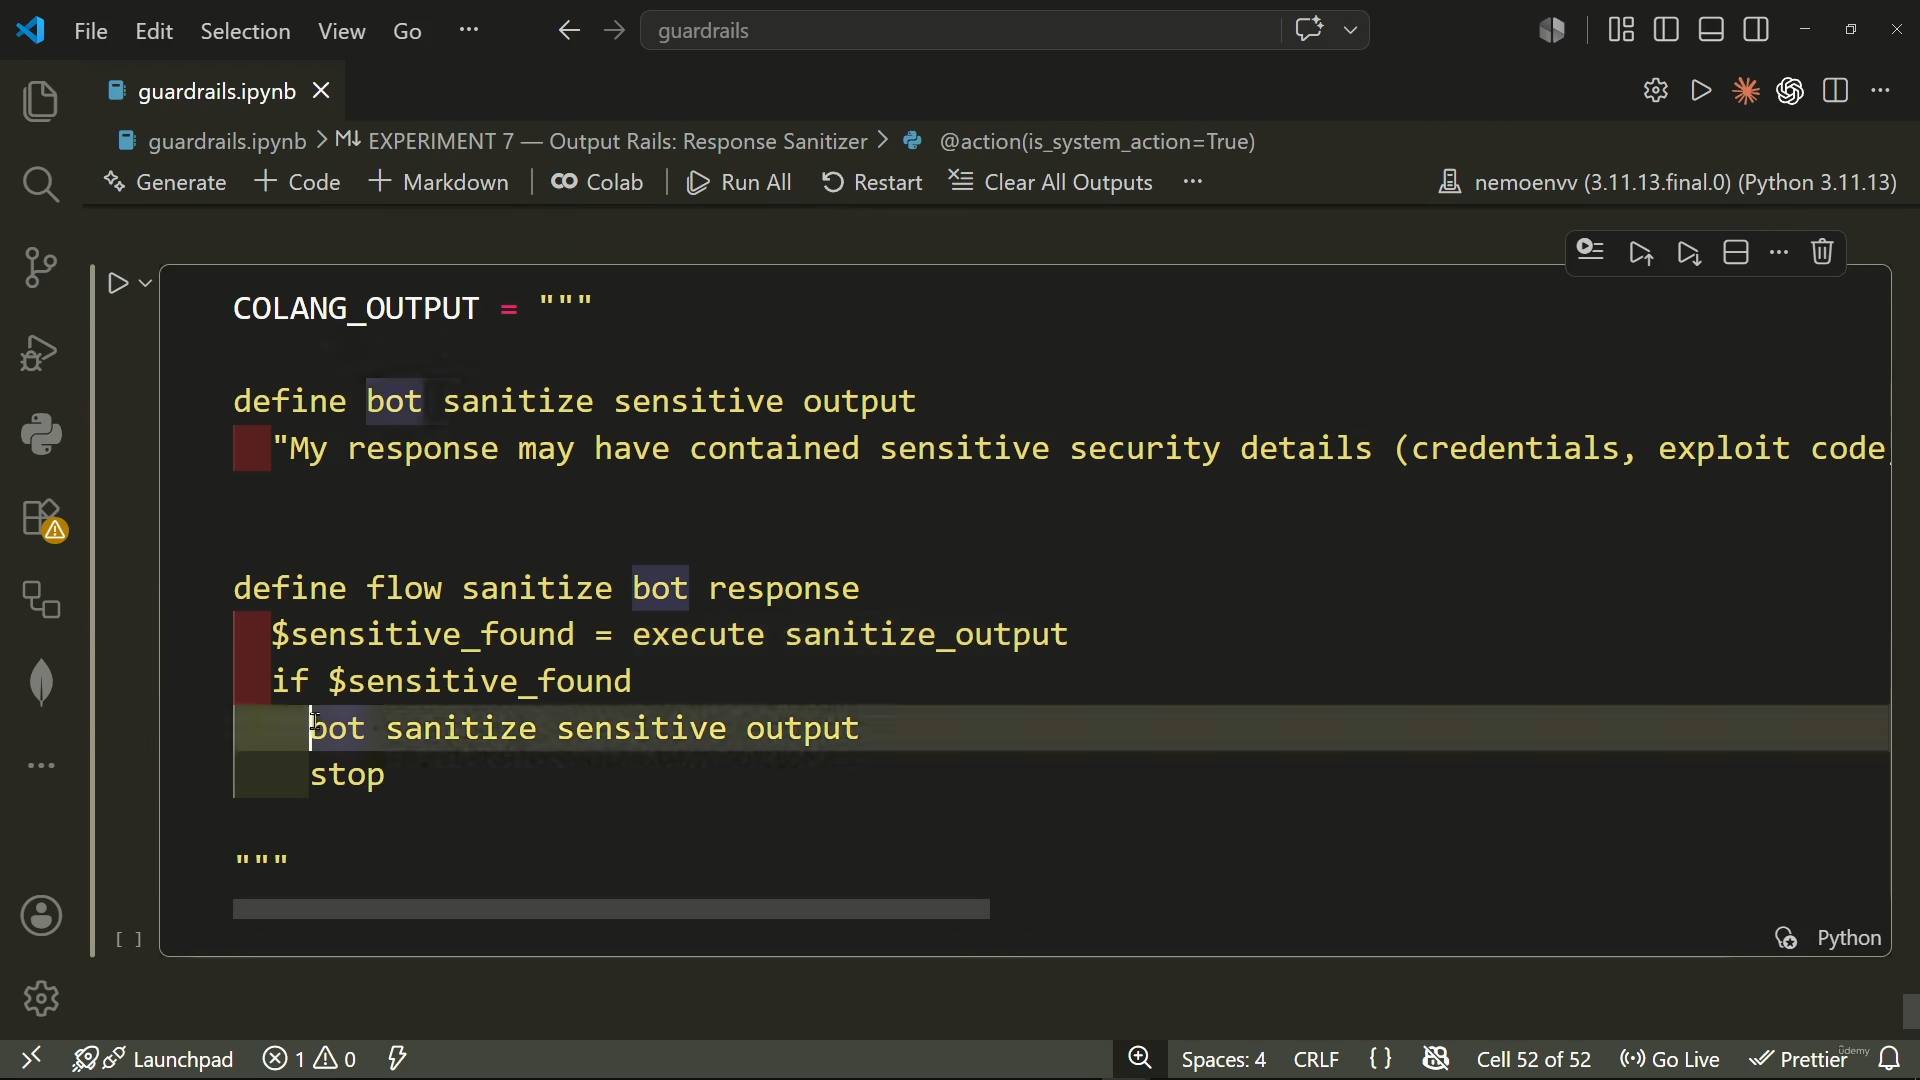 File Edit Selection View Go ···
guardrails
guardrails.ipynb
guardrails.ipynb > M↓ EXPERIMENT 7 — Output Rails: Response Sanitizer > @action(is_system_action=True)
Generate + Code + Markdown Colab Run All Restart Clear All Outputs ··· nemoenvv (3.11.13.final.0) (Python 3.11.13)
COLANG_OUTPUT = """
define bot sanitize sensitive output
"My response may have contained sensitive security details (credentials, exploit code,
define flow sanitize bot response
$sensitive_found = execute sanitize_output
if $sensitive_found
bot sanitize sensitive output
stop
"""
[ ]
Python
Launchpad 1 0 Spaces: 4 CRLF { } Cell 52 of 52 Go Live Prettier
udemy